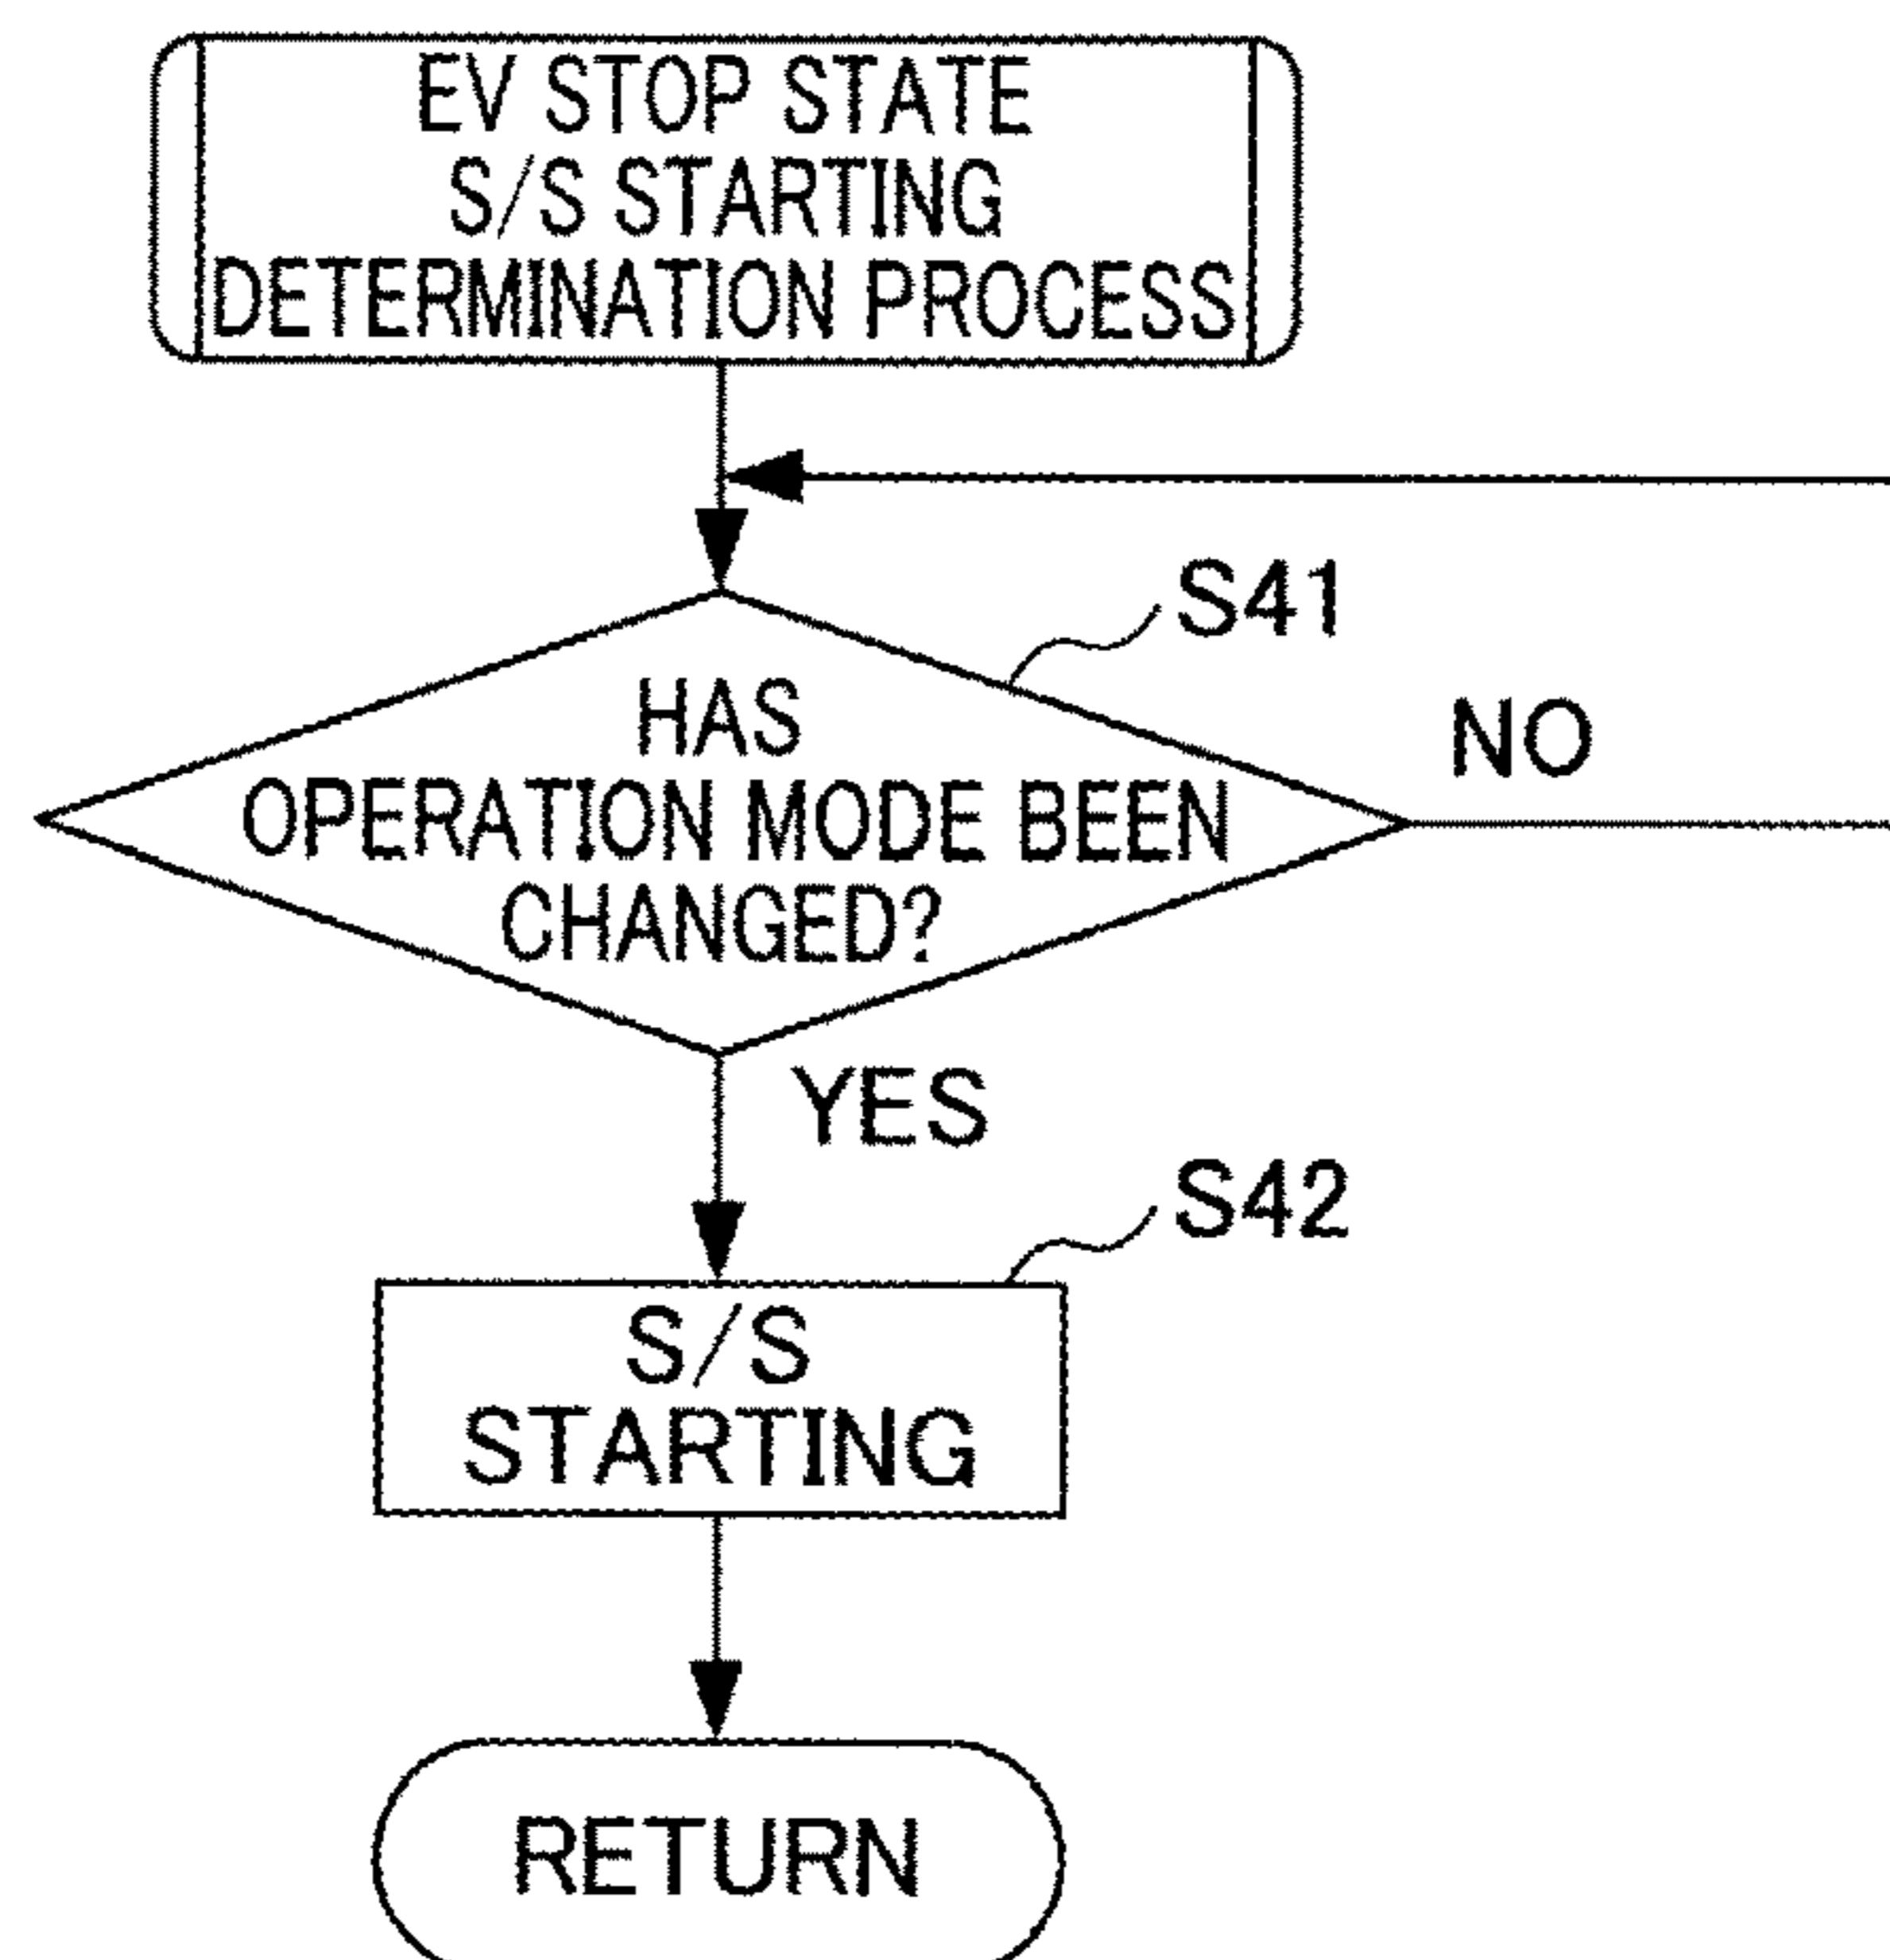 EV STOP STATE
S/S STARTING
DETERMINATION PROCESS
S41
HAS
OPERATION MODE BEEN
CHANGED?
NO
YES
S42
S/S
STARTING
RETURN